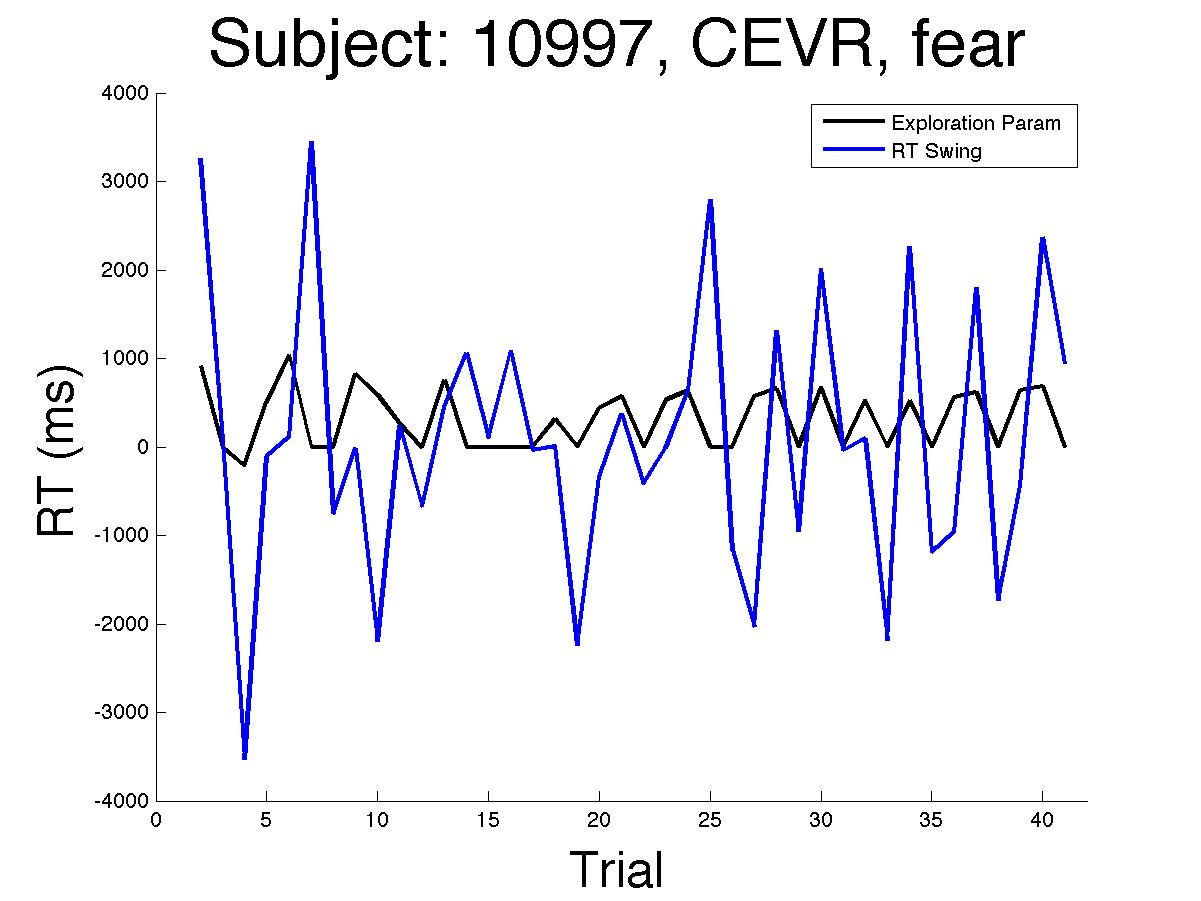 Subject: 10997, CEVR, fear
Exploration Param
RT Swing
4000
3000
2000
1000
0
-1000
-2000
-3000
-4000
RT (ms)
0 5 10 15 20 25 30 35 40
Trial